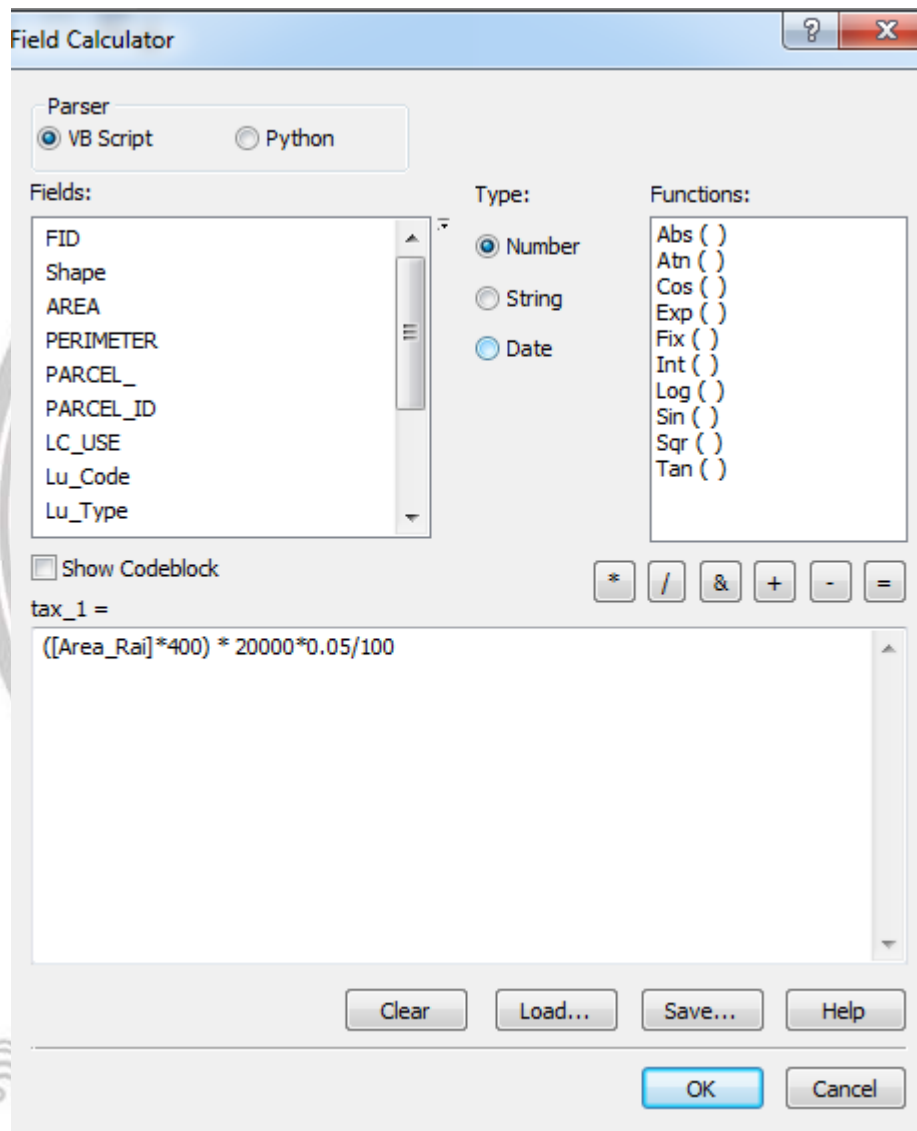 Field Calculator
Parser
VB Script
Python
Fields:
FID
Shape
AREA
PERIMETER
PARCEL_
PARCEL_ID
LC_USE
Lu_Code
Lu_Type
Type:
Number
String
Date
Functions:
Abs ( )
Atn ( )
Cos ( )
Exp ( )
Fix ( )
Int ( )
Log ( )
Sin ( )
Sqr ( )
Tan ( )
Show Codeblock
* / & + - =
tax_1 =
([Area_Rai]*400) * 20000*0.05/100
Clear Load... Save... Help
OK Cancel